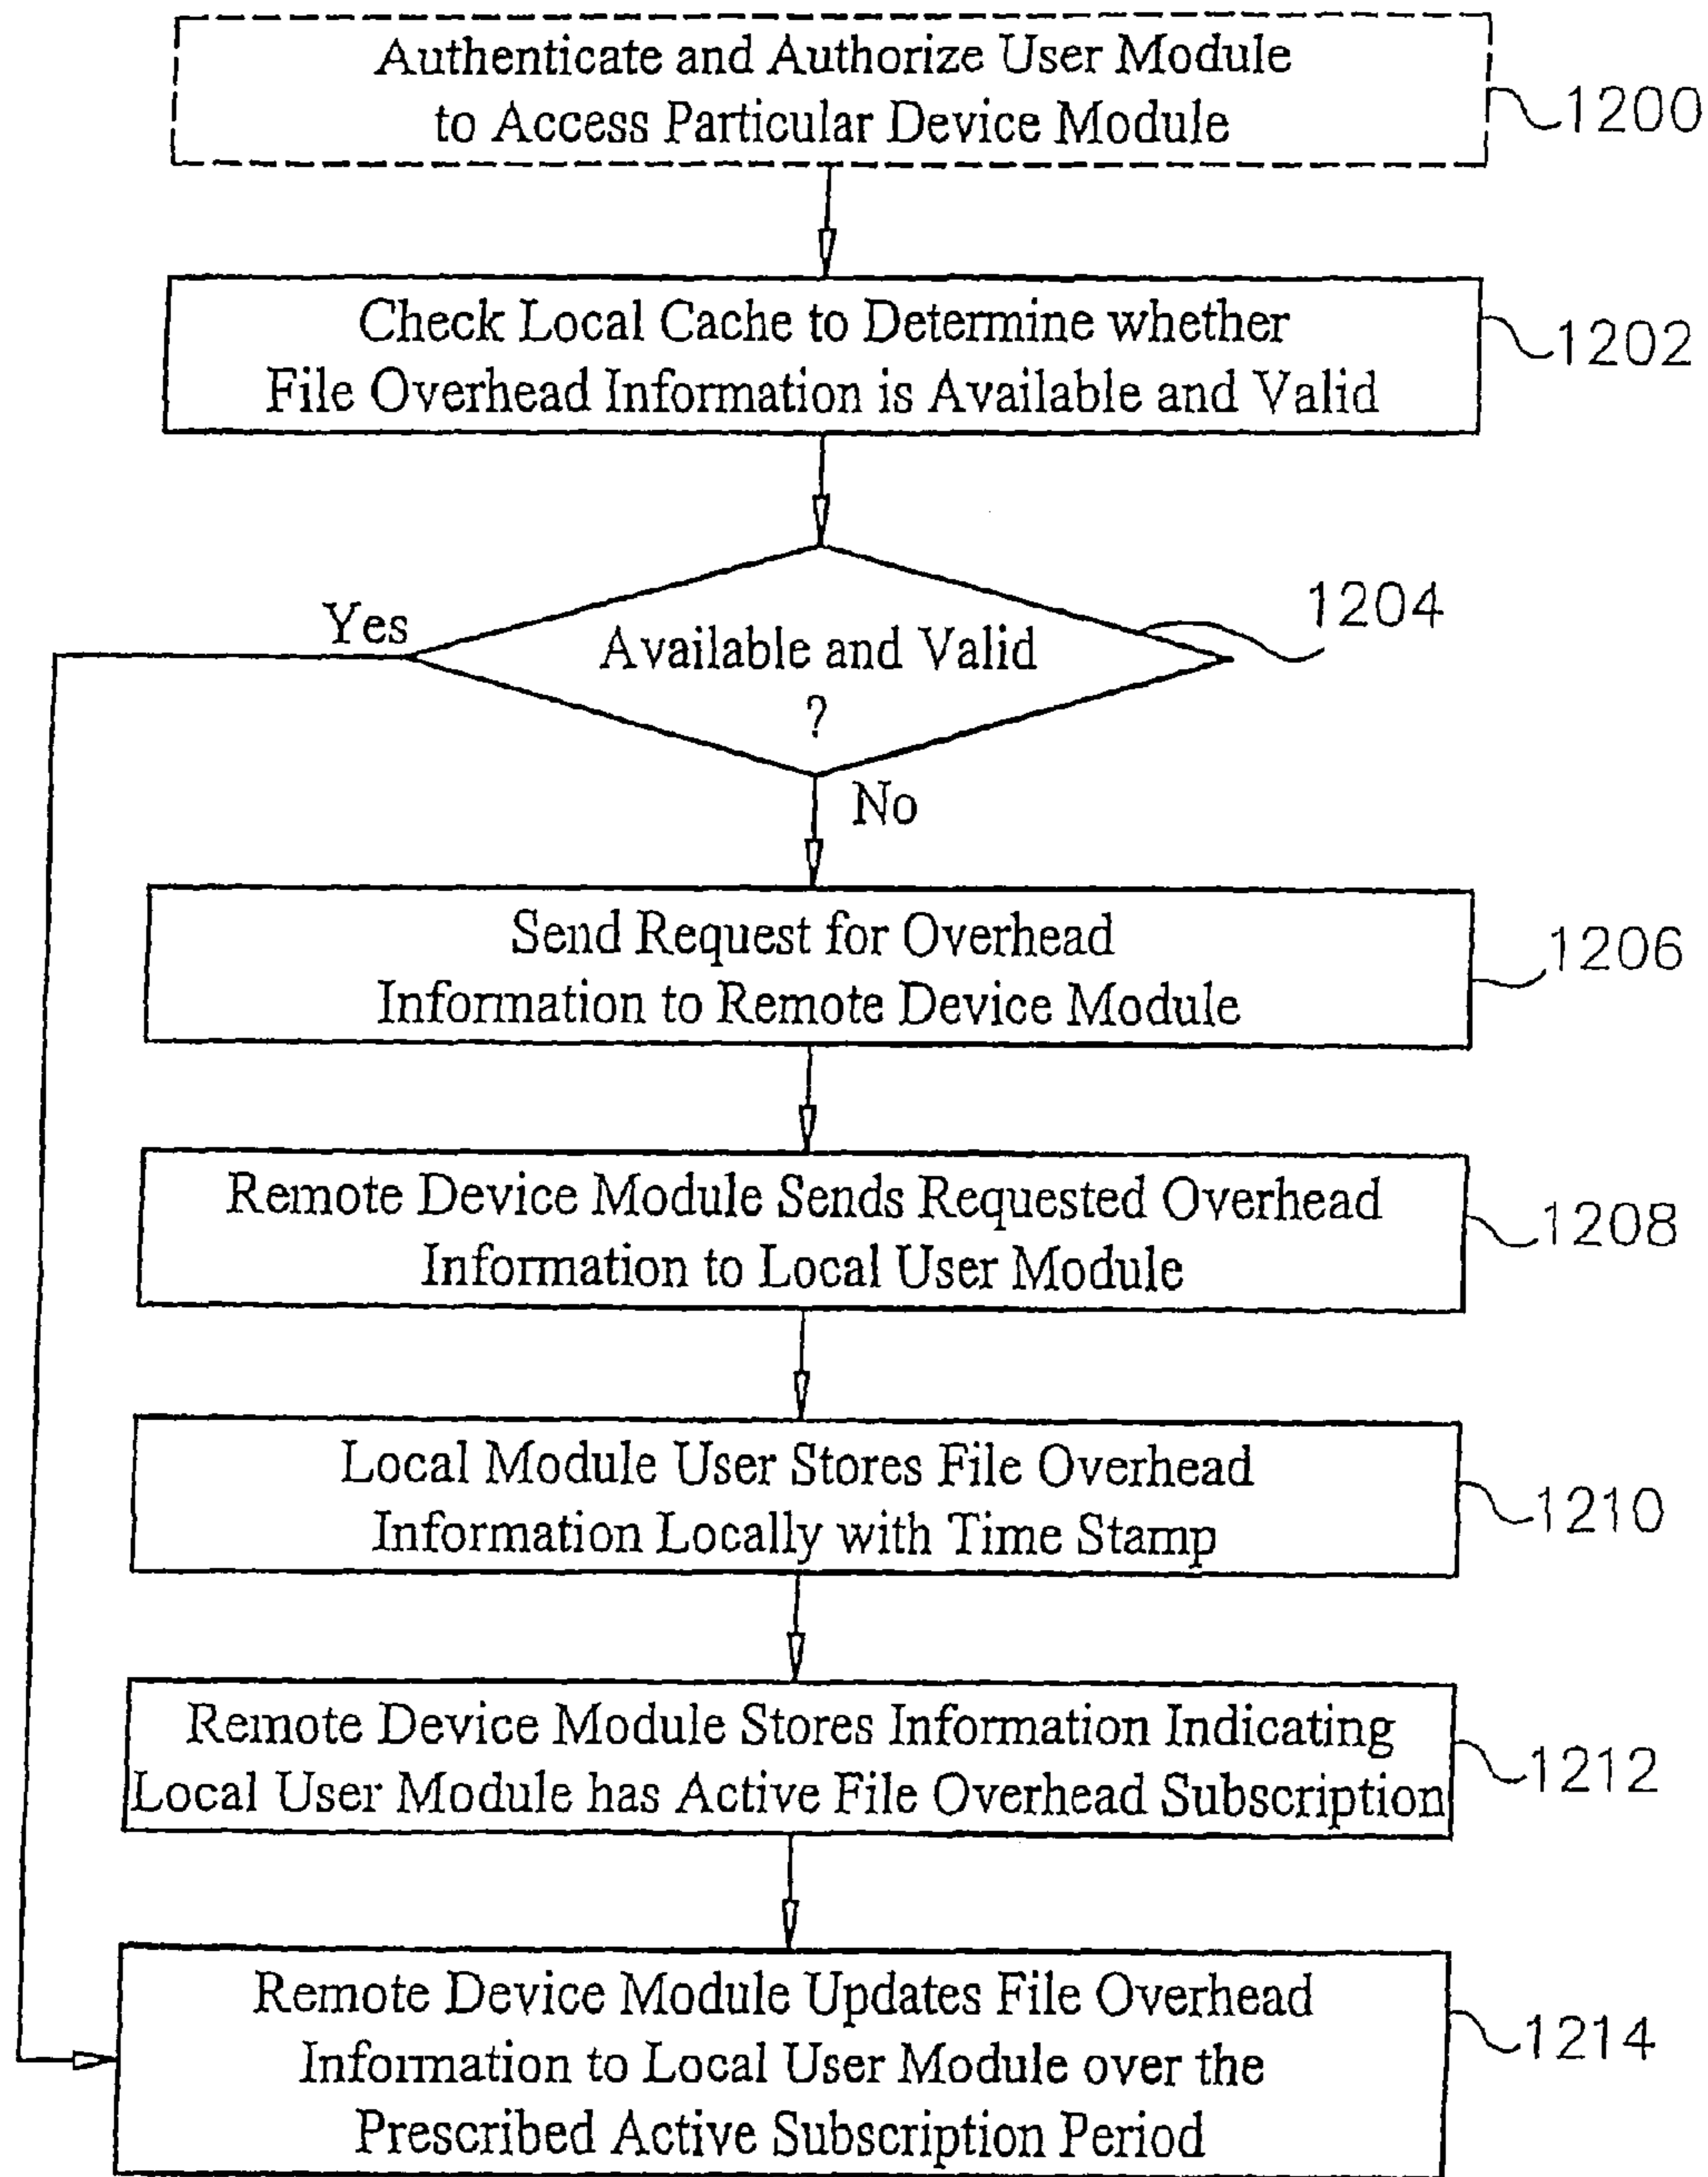 Authenticate and Authorize User Module
to Access Particular Device Module
1200
Check Local Cache to Determine whether
File Overhead Information is Available and Valid
1202
Yes
Available and Valid
?
1204
No
Send Request for Overhead
Information to Remote Device Module
1206
Remote Device Module Sends Requested Overhead
Information to Local User Module
1208
Local Module User Stores File Overhead
Information Locally with Time Stamp
1210
Remote Device Module Stores Information Indicating
Local User Module has Active File Overhead Subscription
1212
Remote Device Module Updates File Overhead
Information to Local User Module over the
Prescribed Active Subscription Period
1214